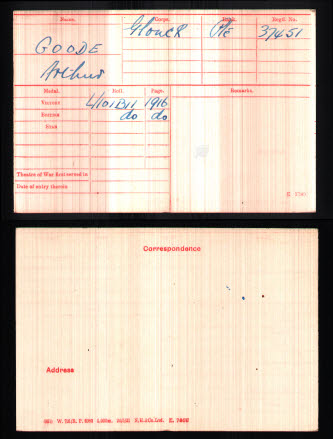 Name. Corps. Rank. Regtl. No.
GOODE Glouc R Pte 37451
Arthur
Medal. Roll. Page. Remarks.
Victory 4/101B11 1916
British do do
Star
Theatre of War first served in
Date of entry therein
Correspondence
Address